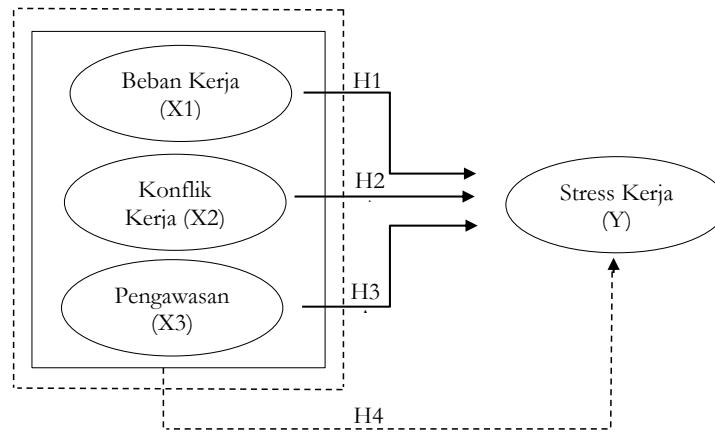 Beban Kerja
(X1)
H1
Konflik
Kerja (X2)
H2
Stress Kerja
(Y)
Pengawasan
(X3)
H3
H4